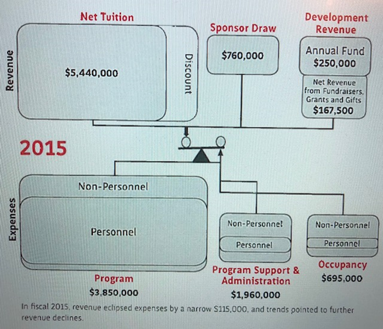 Net Tuition
Sponsor Draw
Development
Revenue
Revenue
$5,440,000
Discount
$760,000
Annual Fund
$250,000
Net Revenue
from Fundraisers,
Grants and Gifts
$167,500
2015
Expenses
Non-Personnel
Personnel
Program
$3,850,000
Non-Personnel
Personnel
Program Support &
Administration
$1,960,000
Non-Personnel
Personnel
Occupancy
$695,000
In fiscal 2015, revenue eclipsed expenses by a narrow $115,000, and trends pointed to further
revenue declines.